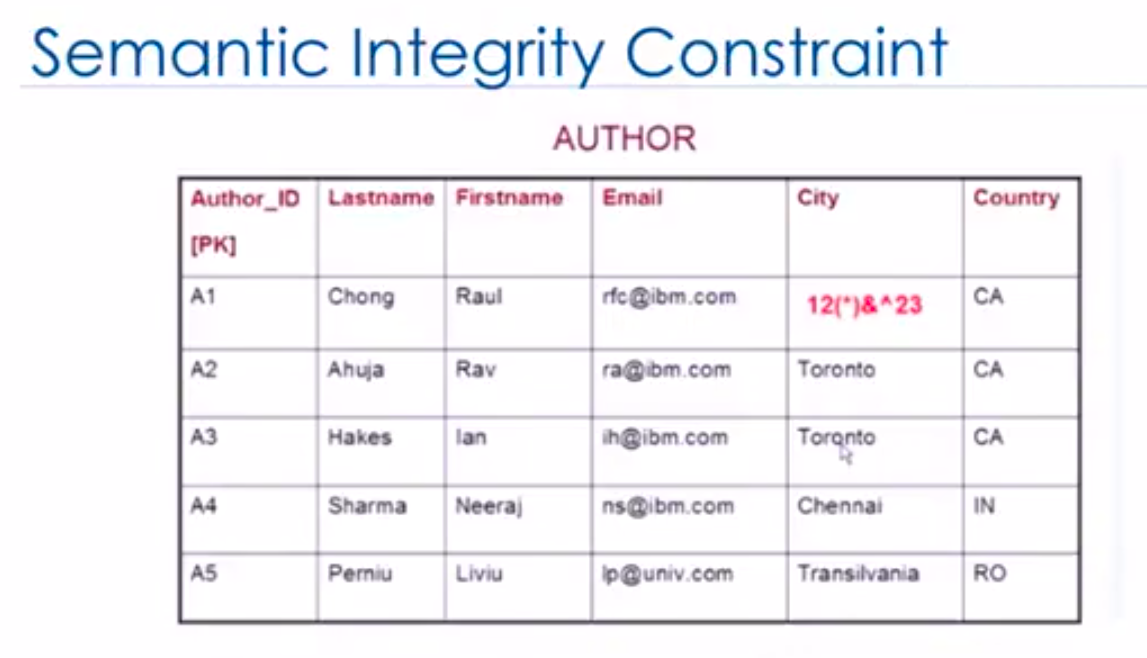 Semantic Integrity Constraint
AUTHOR
Author_ID [PK] Lastname Firstname Email City Country
A1 Chong Raul rfc@ibm.com 12(*)&^23 CA
A2 Ahuja Rav ra@ibm.com Toronto CA
A3 Hakes Ian ih@ibm.com Toronto CA
A4 Sharma Neeraj ns@ibm.com Chennai IN
A5 Perniu Liviu lp@univ.com Transilvania RO